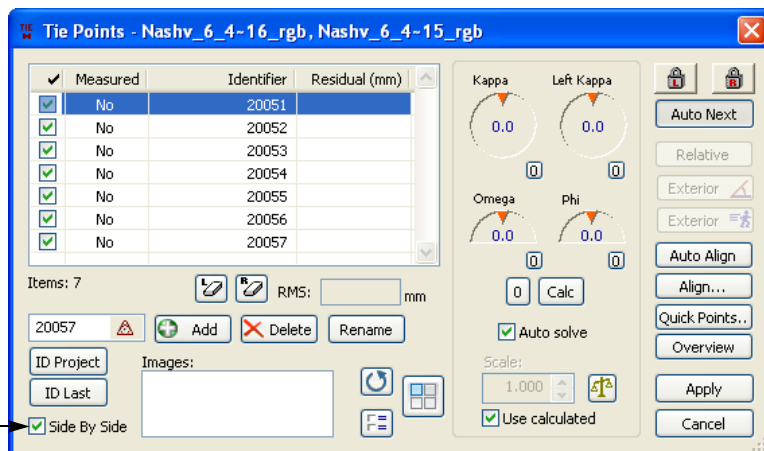 TIE Tie Points - Nashv_6_4~16_rgb, Nashv_6_4~15_rgb
Measured Identifier Residual (mm)
No 20051
No 20052
No 20053
No 20054
No 20055
No 20056
No 20057
Items: 7
L R RMS: mm
20057 Add Delete Rename
ID Project
ID Last
Images:
Side By Side
Kappa Left Kappa
0.0 0.0
0 0
Omega Phi
0.0 0.0
0 0
0 Calc
Auto solve
Scale:
1.000
Use calculated
L R
Auto Next
Relative
Exterior
Exterior
Auto Align
Align...
Quick Points..
Overview
Apply
Cancel